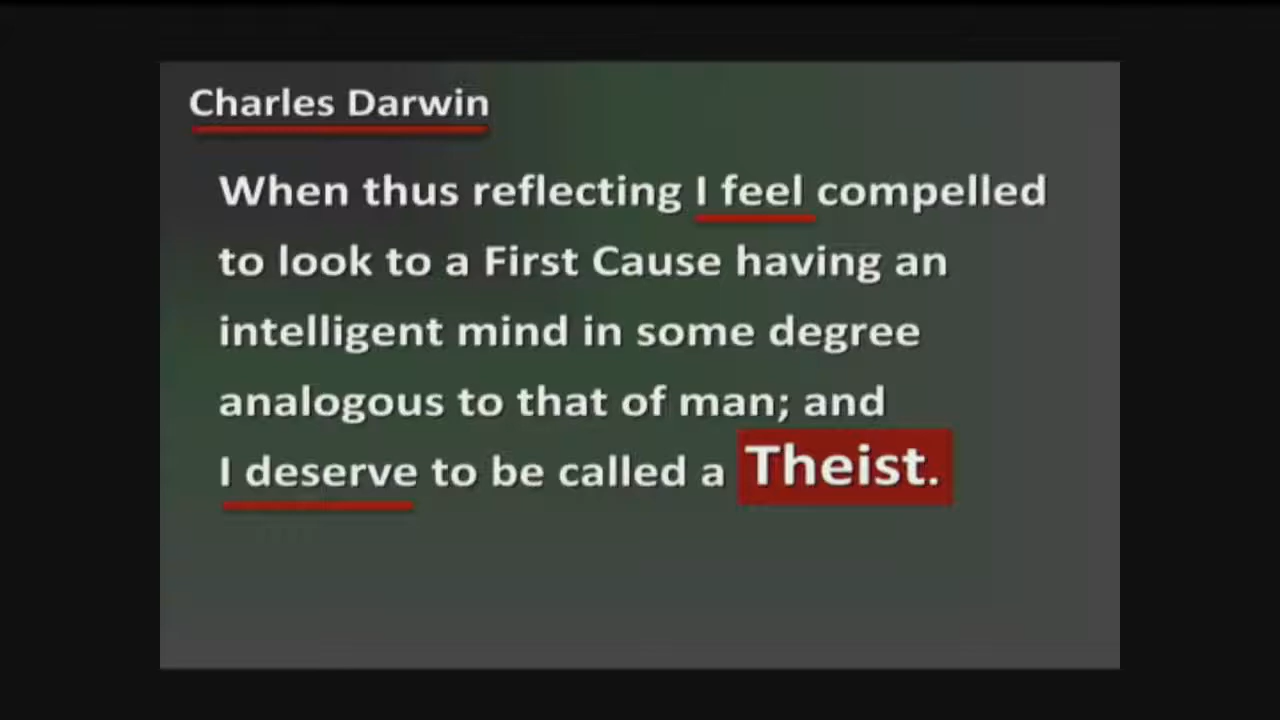 Charles Darwin
When thus reflecting I feel compelled
to look to a First Cause having an
intelligent mind in some degree
analogous to that of man; and
I deserve to be called a Theist.